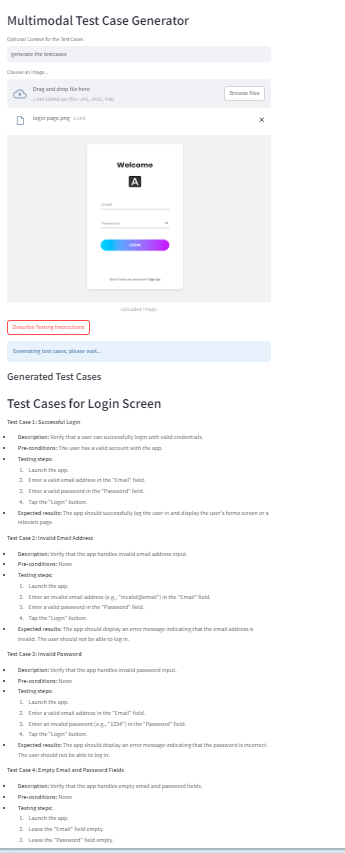 Multimodal Test Case Generator
Optional Context for the Test Cases
generate the testcases
Choose an image...
Drag and drop file here
Limit 200MB per file • JPG, JPEG, PNG
Browse files
login page.png
Welcome
A
Email
Password
LOGIN
Don't have an account? Sign Up
Uploaded Image.
Describe Testing Instructions
Generating test cases, please wait...
Generated Test Cases
Test Cases for Login Screen
Test Case 1: Successful Login
• Description: Verify that a user can successfully login with valid credentials.
• Pre-conditions: The user has a valid account with the app.
• Testing steps:
1. Launch the app.
2. Enter a valid email address in the "Email" field.
3. Enter a valid password in the "Password" field.
4. Tap the "Login" button.
• Expected results: The app should successfully log the user in and display the user's home screen or a
relevant page.
Test Case 2: Invalid Email Address
• Description: Verify that the app handles invalid email address input.
• Pre-conditions: None
• Testing steps:
1. Launch the app.
2. Enter an invalid email address (e.g., "invalid@email") in the "Email" field.
3. Enter a valid password in the "Password" field.
4. Tap the "Login" button.
• Expected results: The app should display an error message indicating that the email address is
invalid. The user should not be able to log in.
Test Case 3: Invalid Password
• Description: Verify that the app handles invalid password input.
• Pre-conditions: None
• Testing steps:
1. Launch the app.
2. Enter a valid email address in the "Email" field.
3. Enter an invalid password (e.g., "1234") in the "Password" field.
4. Tap the "Login" button.
• Expected results: The app should display an error message indicating that the password is incorrect.
The user should not be able to log in.
Test Case 4: Empty Email and Password Fields
• Description: Verify that the app handles empty email and password fields.
• Pre-conditions: None
• Testing steps:
1. Launch the app.
2. Leave the "Email" field empty.
3. Leave the "Password" field empty.